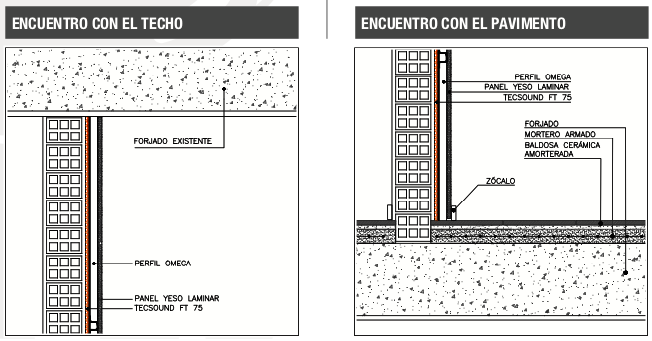 ENCUENTRO CON EL TECHO
FORJADO EXISTENTE
PERFIL OMEGA
PANEL YESO LAMINAR
TECSOUND FT 75
ENCUENTRO CON EL PAVIMENTO
PERFIL OMEGA
PANEL YESO LAMINAR
TECSOUND FT 75
FORJADO
MORTERO ARMADO
BALDOSA CERÁMICA
AMORTERADA
ZÓCALO